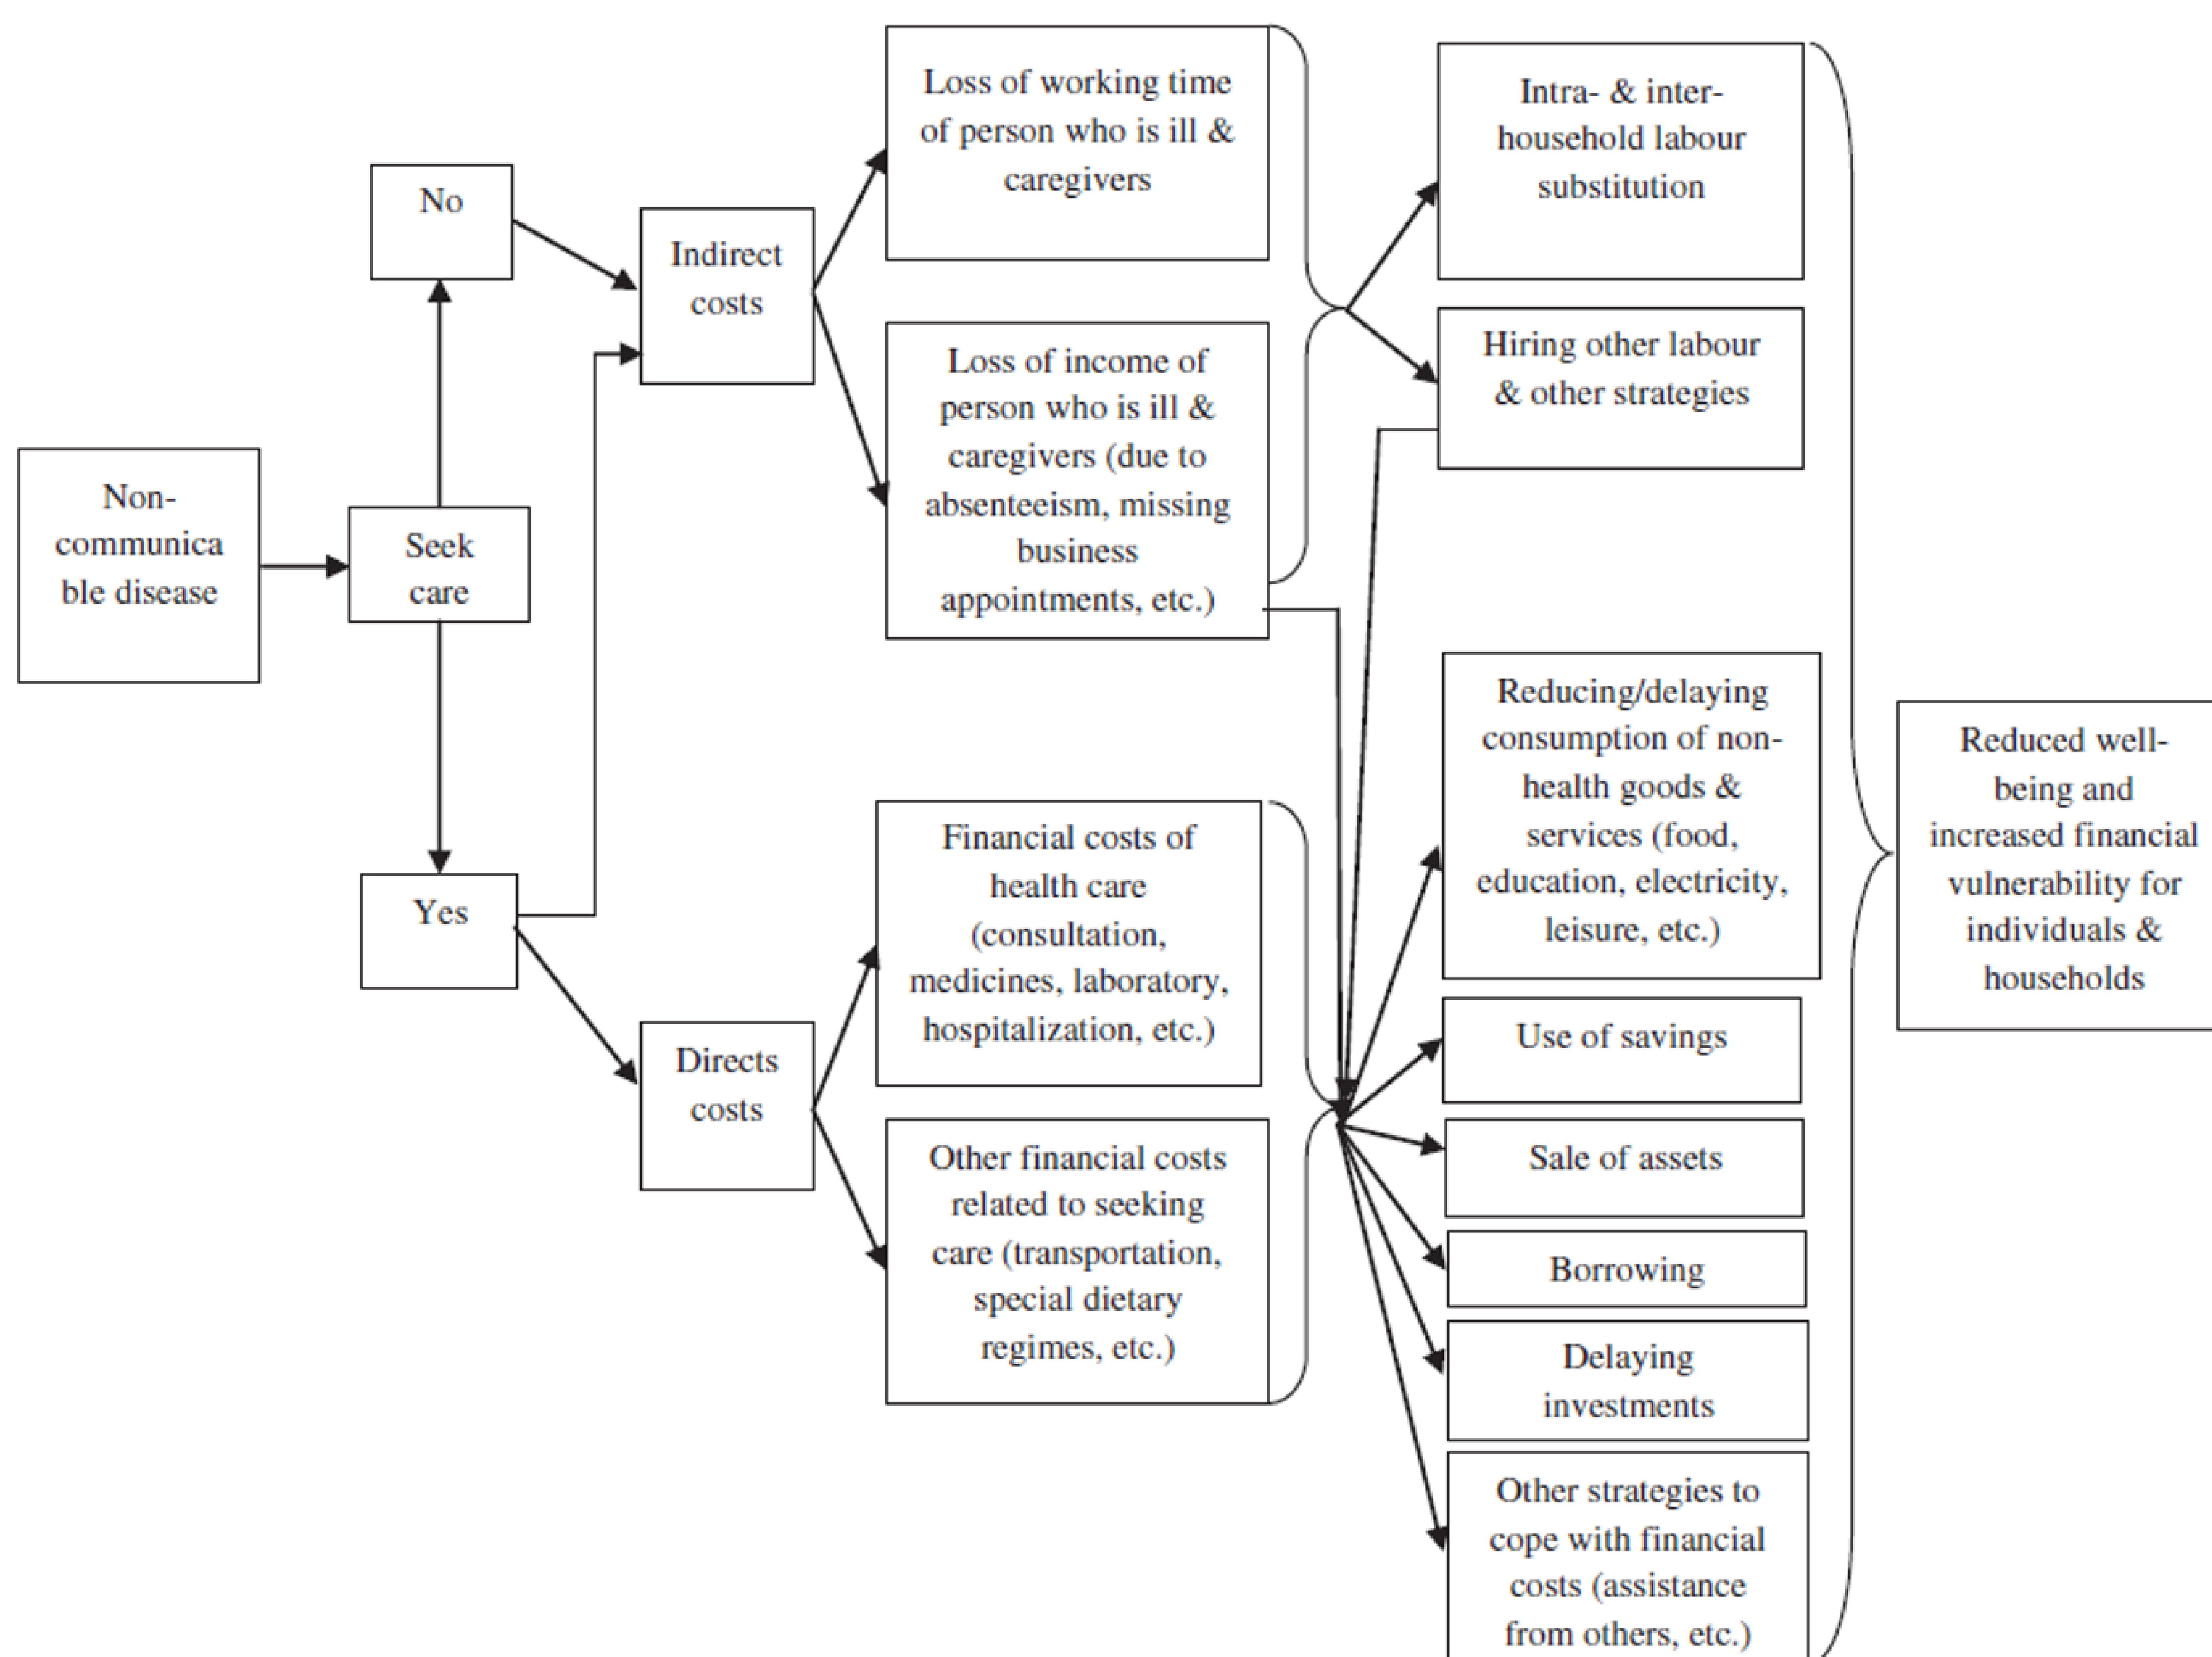 Non-
communica
ble disease
Seek
care
No
Yes
Indirect
costs
Directs
costs
Loss of working time
of person who is ill &
caregivers
Loss of income of
person who is ill &
caregivers (due to
absenteeism, missing
business
appointments, etc.)
Financial costs of
health care
(consultation,
medicines, laboratory,
hospitalization, etc.)
Other financial costs
related to seeking
care (transportation,
special dietary
regimes, etc.)
Intra- & inter-
household labour
substitution
Hiring other labour
& other strategies
Reducing/delaying
consumption of non-
health goods &
services (food,
education, electricity,
leisure, etc.)
Use of savings
Sale of assets
Borrowing
Delaying
investments
Other strategies to
cope with financial
costs (assistance
from others, etc.)
Reduced well-
being and
increased financial
vulnerability for
individuals &
households